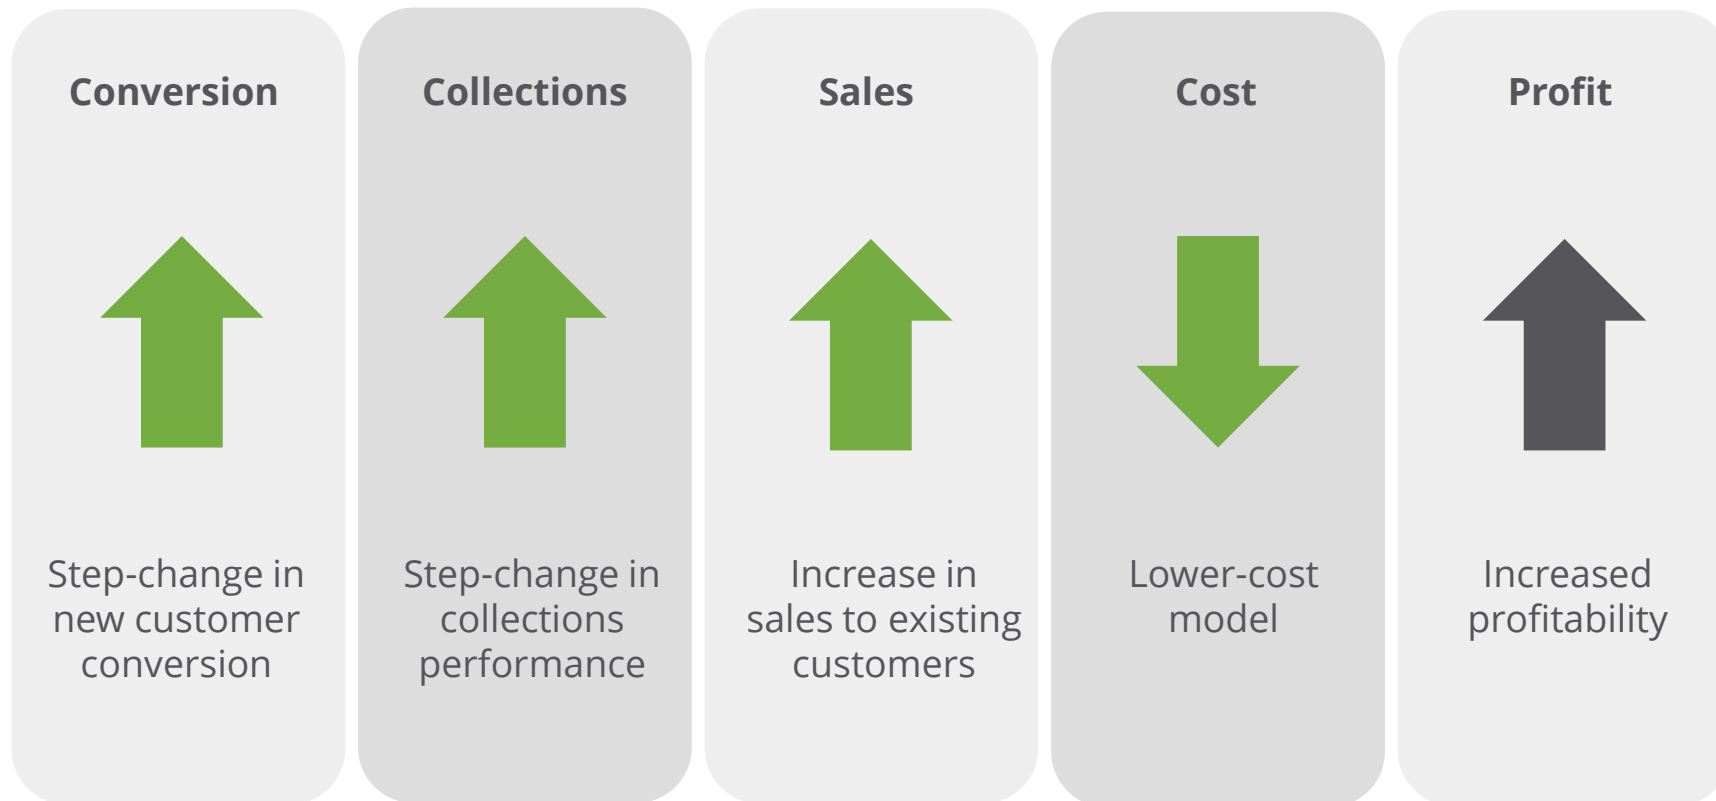 Conversion
Step-change in
new customer
conversion
Collections
Step-change in
collections
performance
Sales
Increase in
sales to existing
customers
Cost
Lower-cost
model
Profit
Increased
profitability